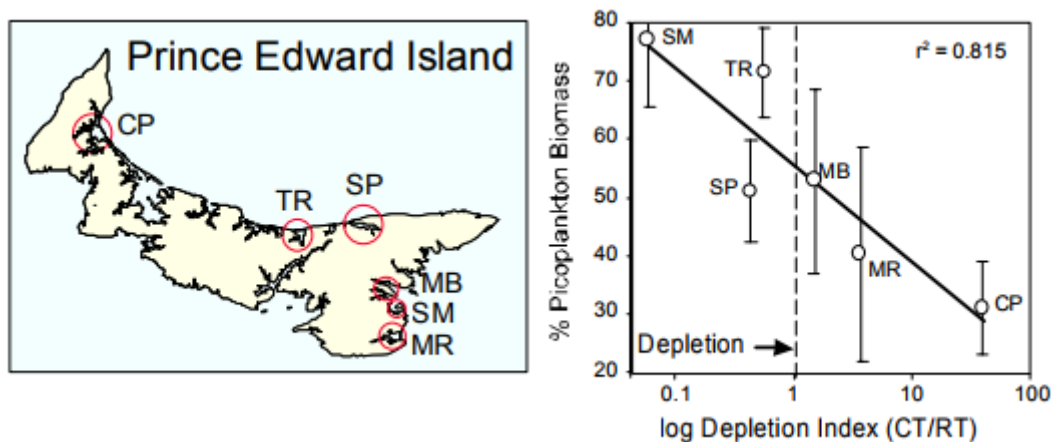 Prince Edward Island
CP
TR
SP
MB
SM
MR
% Picoplankton Biomass
80
70
60
50
40
30
20
SM
r² = 0.815
TR
SP
MB
MR
CP
Depletion
0.1
1
10
100
log Depletion Index (CT/RT)